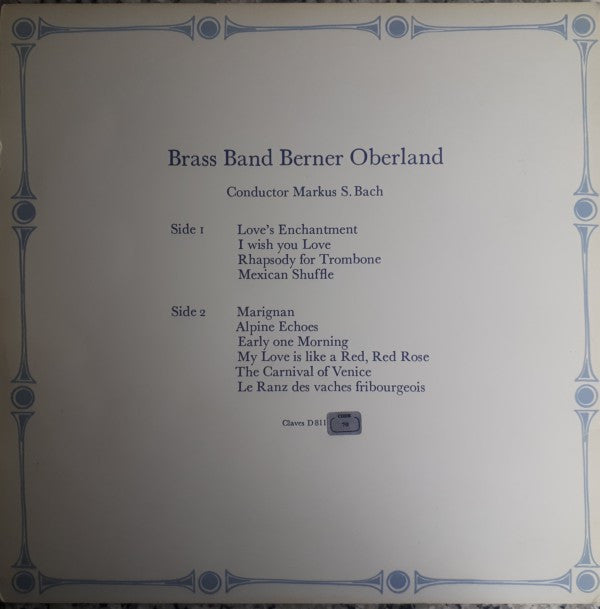 Brass Band Berner Oberland
Conductor Markus S. Bach
Side 1 Love's Enchantment
I wish you Love
Rhapsody for Trombone
Mexican Shuffle
Side 2 Marignan
Alpine Echoes
Early one Morning
My Love is like a Red, Red Rose
The Carnival of Venice
Le Ranz des vaches fribourgeois
Claves D 811
70